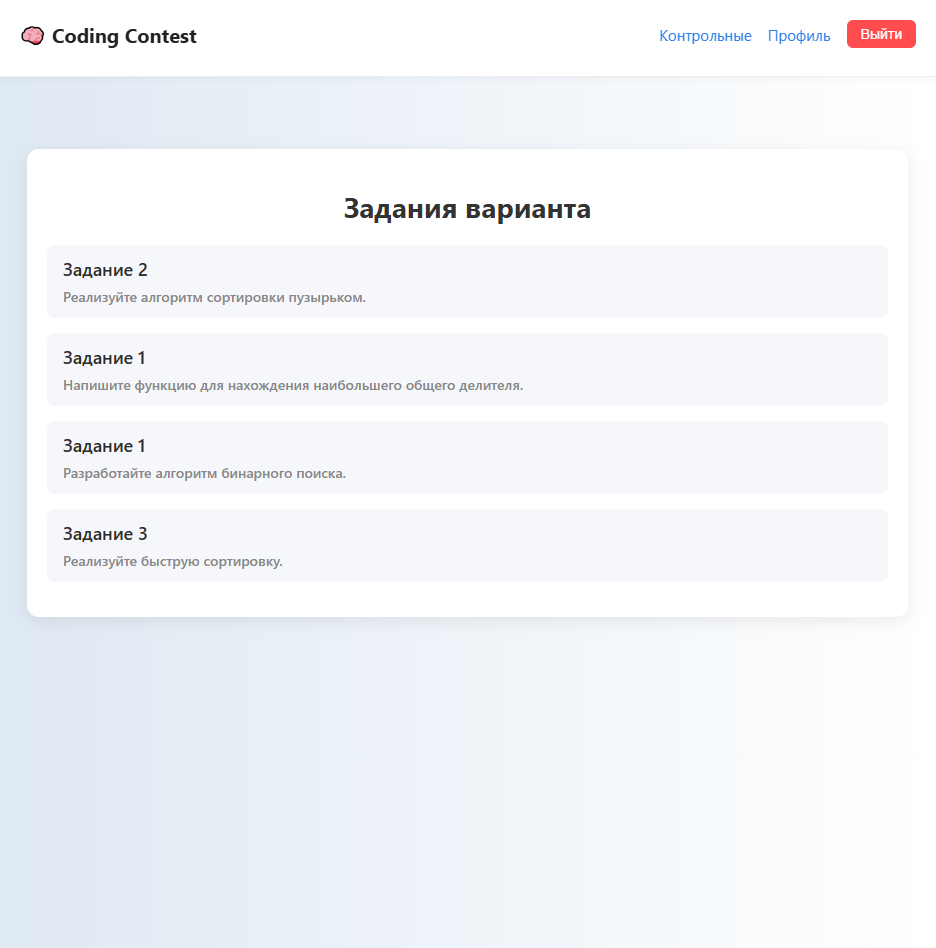 Coding Contest
Контрольные
Профиль
Выйти
Задания варианта
Задание 2
Реализуйте алгоритм сортировки пузырьком.
Задание 1
Напишите функцию для нахождения наибольшего общего делителя.
Задание 1
Разработайте алгоритм бинарного поиска.
Задание 3
Реализуйте быструю сортировку.